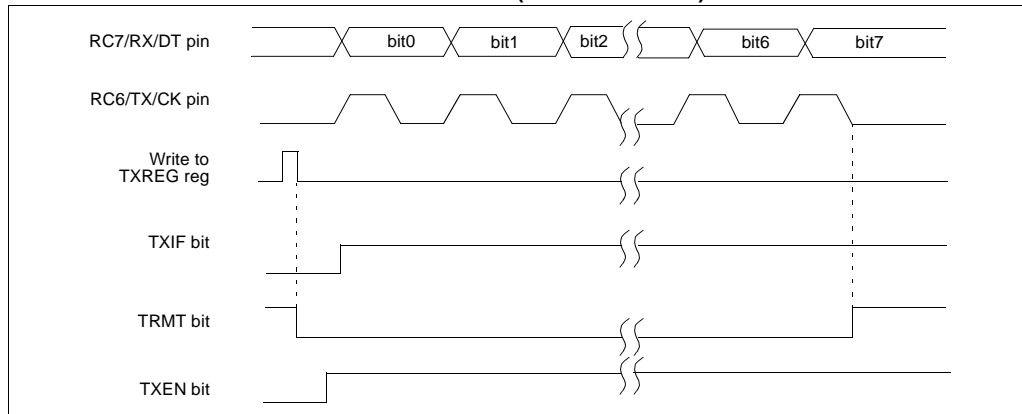 RC7/RX/DT pin
bit0
bit1
bit2
bit6
bit7
RC6/TX/CK pin
Write to
TXREG reg
TXIF bit
TRMT bit
TXEN bit